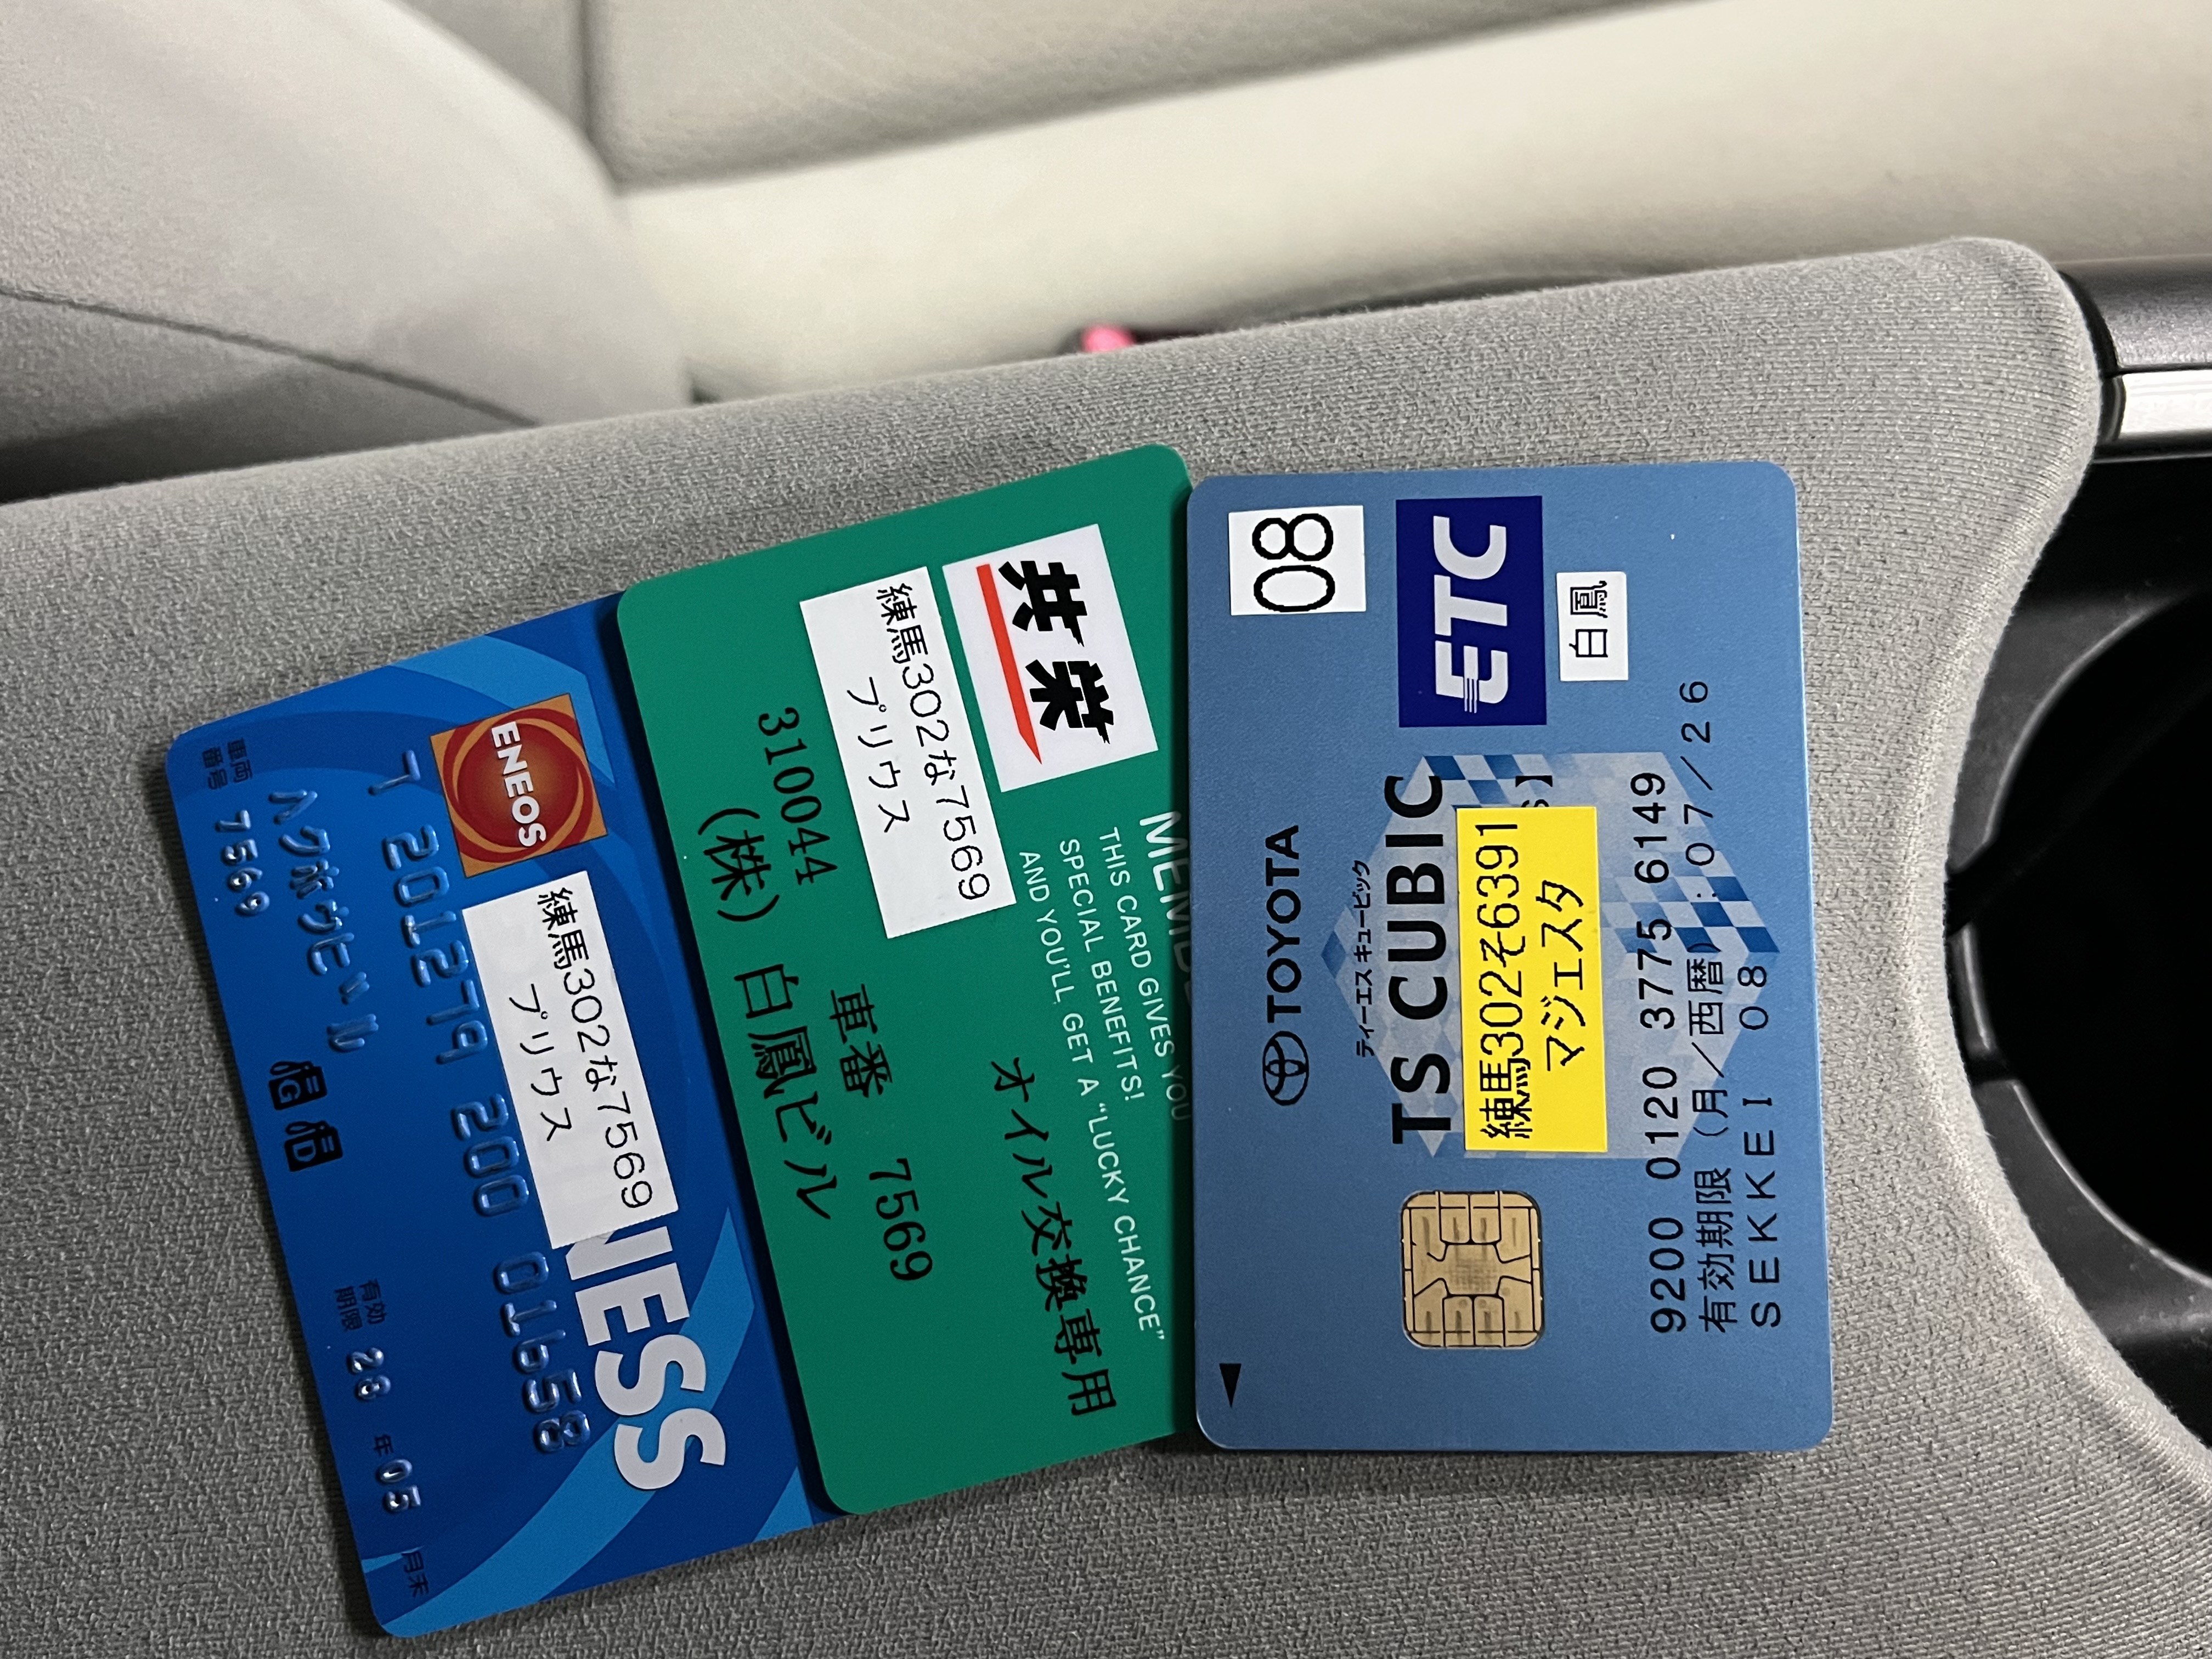 ENEOS
NESS
練馬302な7569
プリウス
T 201279 200 01658
ハクホウビル
車両
番号 7569
有効
期限 28 年 05 月末
共栄
練馬302な7569
プリウス
THIS CARD GIVES YOU
SPECIAL BENEFITS!
AND YOU'LL GET A "LUCKY CHANCE"
オイル交換専用
310044
車番 7569
(株) 白鳳ビル
TOYOTA
08
ティーエス キュービック
TS CUBIC
ETC
白鳳
練馬302そ6391
マジェスタ
9200 0120 3775 6149
有効期限(月/西暦):07/26
SEKKEI 08